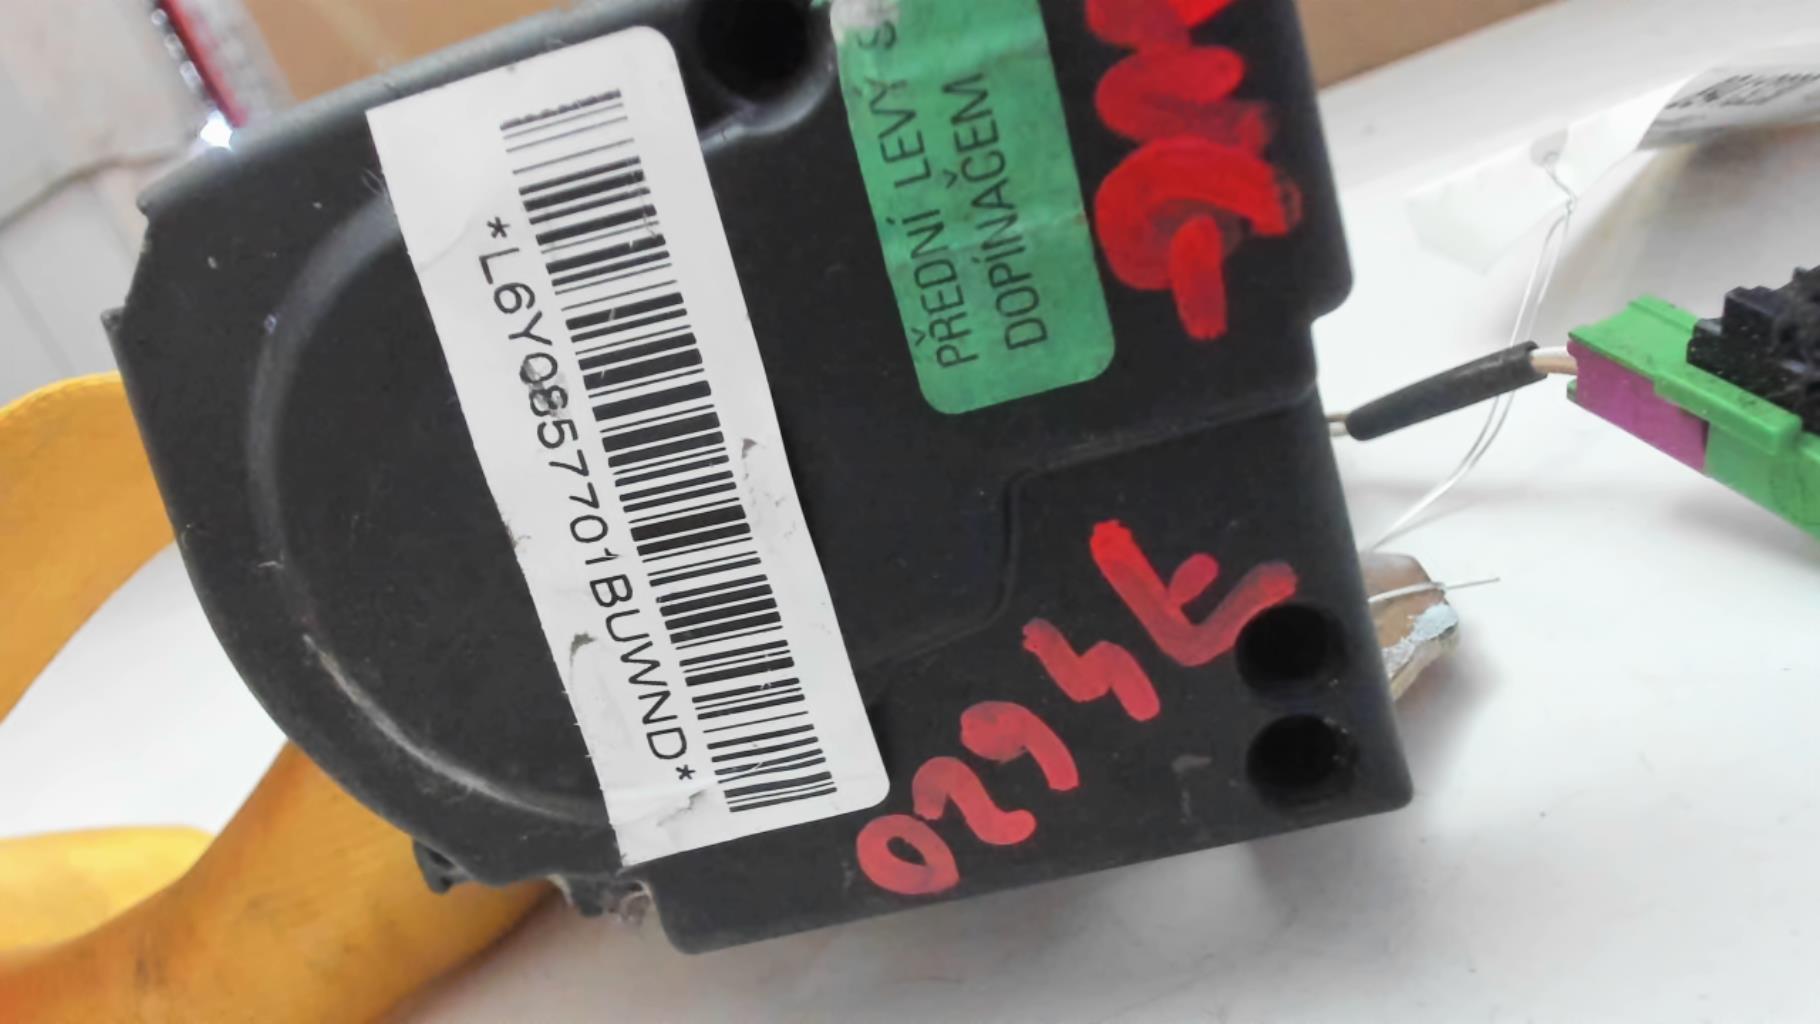 *L6Y0857701BUWND*
PŘEDNÍ LEVÝ S
DOPÍNAČEM
0294E